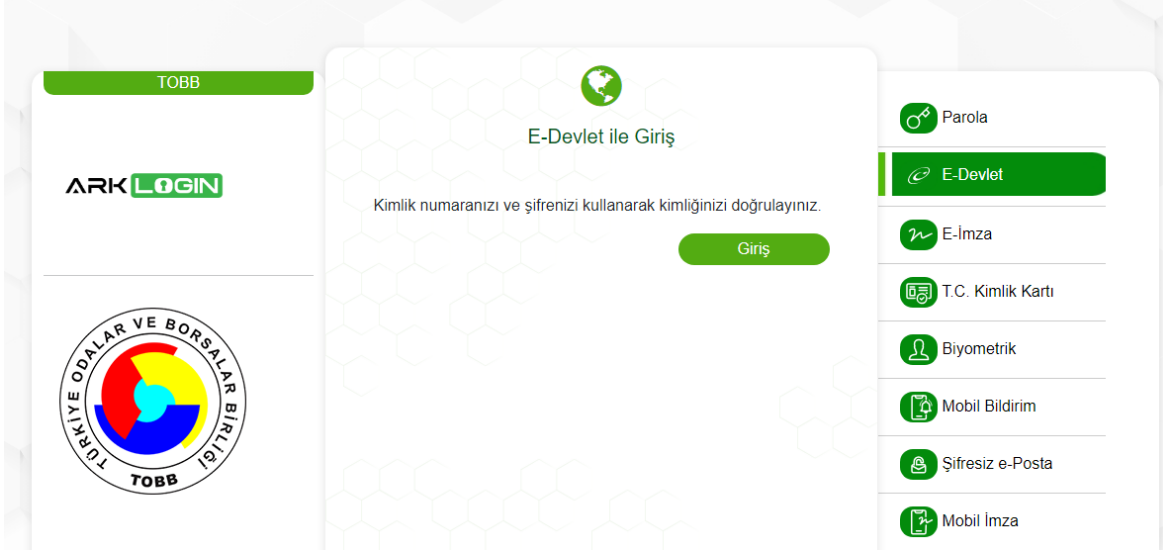 TOBB
ARK LOGIN
TÜRKİYE ODALAR VE BORSALAR BİRLİĞİ
TOBB
E-Devlet ile Giriş
Kimlik numaranızı ve şifrenizi kullanarak kimliğinizi doğrulayınız.
Giriş
Parola
E-Devlet
E-İmza
T.C. Kimlik Kartı
Biyometrik
Mobil Bildirim
Şifresiz e-Posta
Mobil İmza